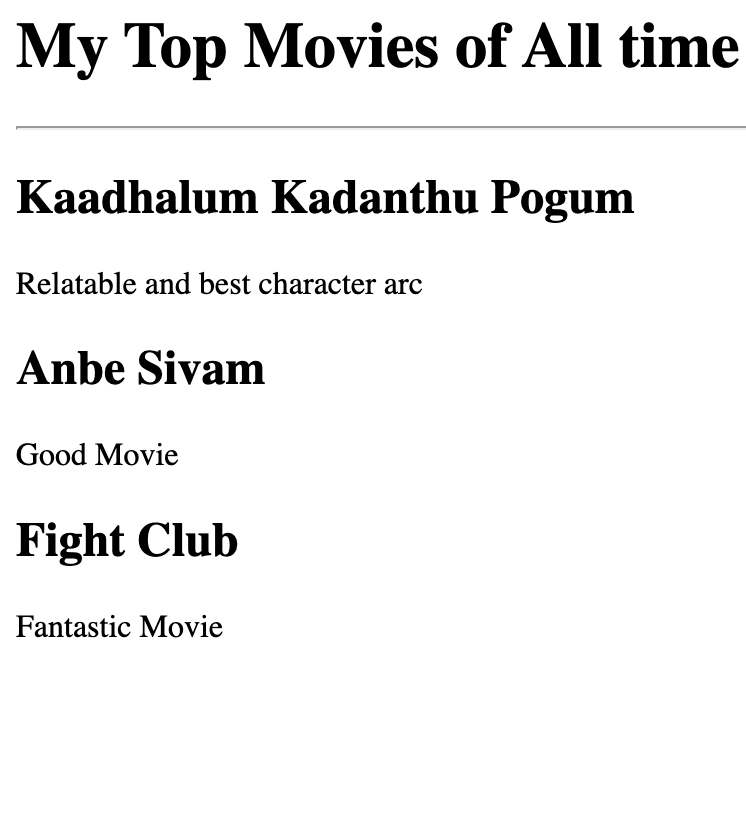 My Top Movies of All time
Kaadhalum Kadanthu Pogum
Relatable and best character arc
Anbe Sivam
Good Movie
Fight Club
Fantastic Movie